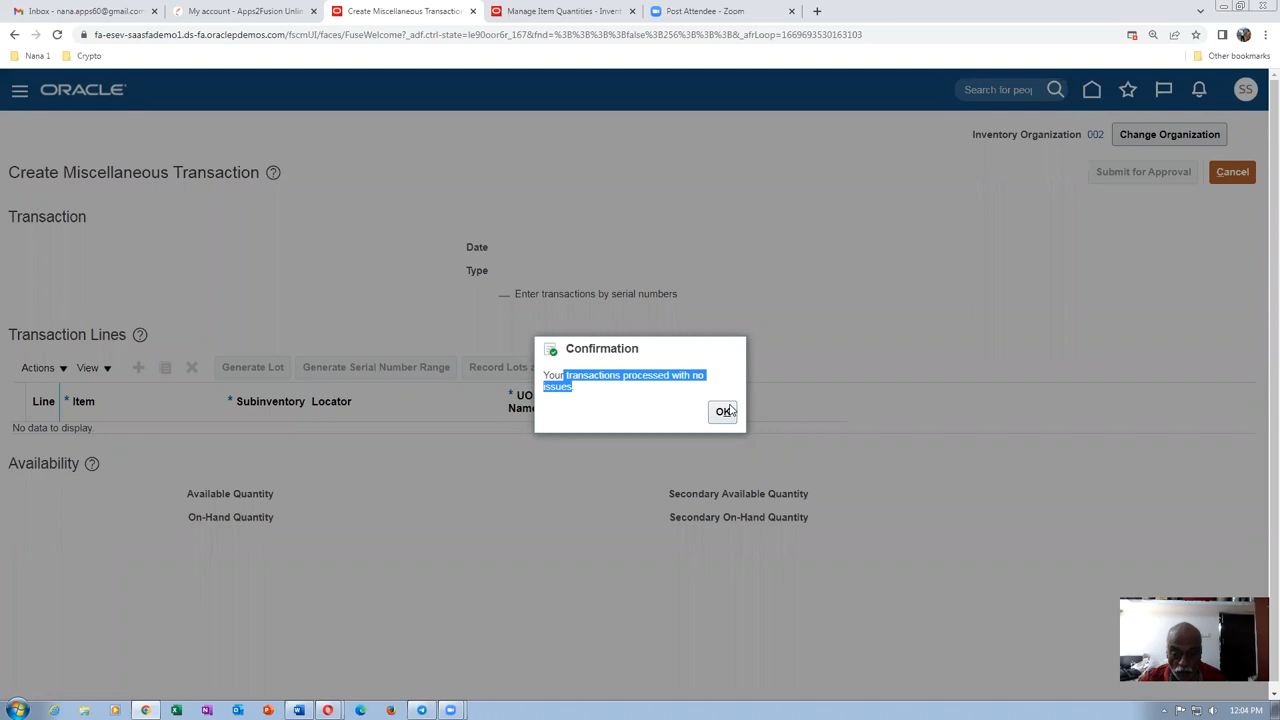 Inbox - nana.apps60@gmail.com
My account - Apps2Fusion Unlim
Create Miscellaneous Transaction
Manage Item Quantities - Invent
Post Attendee - Zoom
fa-esev-saasfademo1.ds-fa.oraclepdemos.com/fscmUI/faces/FuseWelcome?_adf.ctrl-state=le90oor6r_167&fnd=%3B%3B%3B%3Bfalse%3B256%3B%3B%3B&_afrLoop=1669693530163103
Nana 1
Crypto
Other bookmarks
ORACLE
Search for peop
SS
Inventory Organization 002 Change Organization
Create Miscellaneous Transaction
Submit for Approval
Cancel
Transaction
Date
Type
Enter transactions by serial numbers
Transaction Lines
Confirmation
Actions View Generate Lot Generate Serial Number Range Record Lots a
Your transactions processed with no
issues
OK
Line * Item * Subinventory Locator * UO
Name
No data to display.
Availability
Available Quantity Secondary Available Quantity
On-Hand Quantity Secondary On-Hand Quantity
12:04 PM